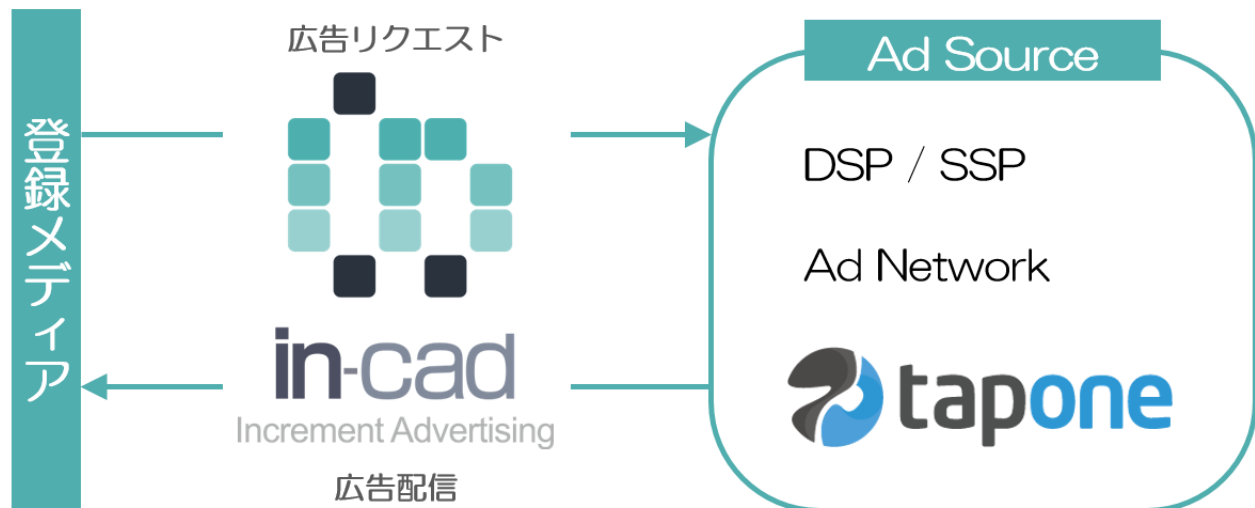 登録メディア
広告リクエスト
in-cad
Increment Advertising
広告配信
Ad Source
DSP / SSP
Ad Network
tapone